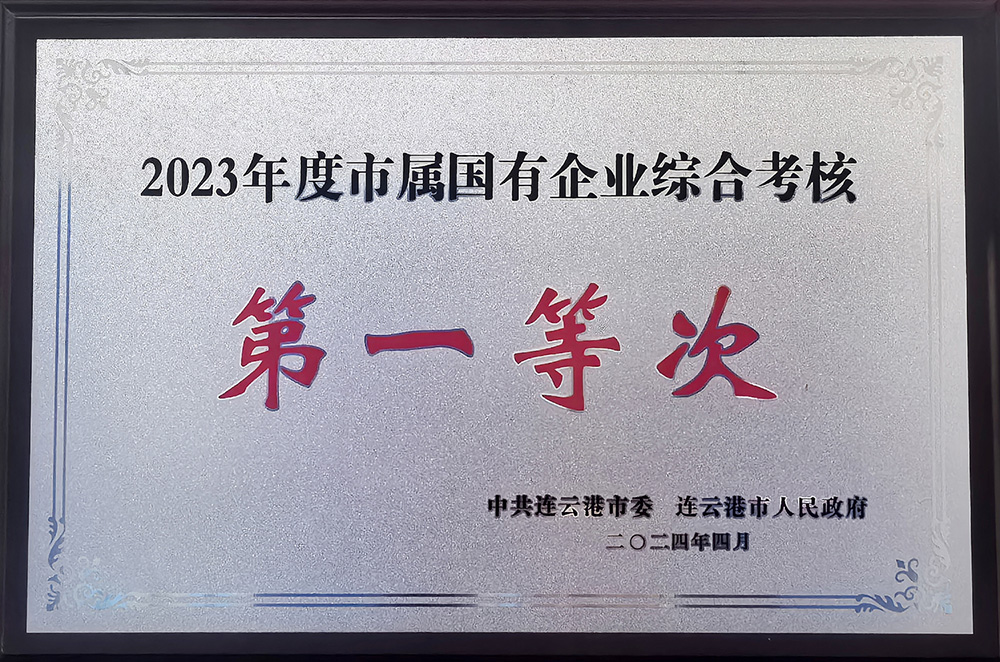 2023年度市属国有企业综合考核
第一等次
中共连云港市委 连云港市人民政府
二〇二四年四月